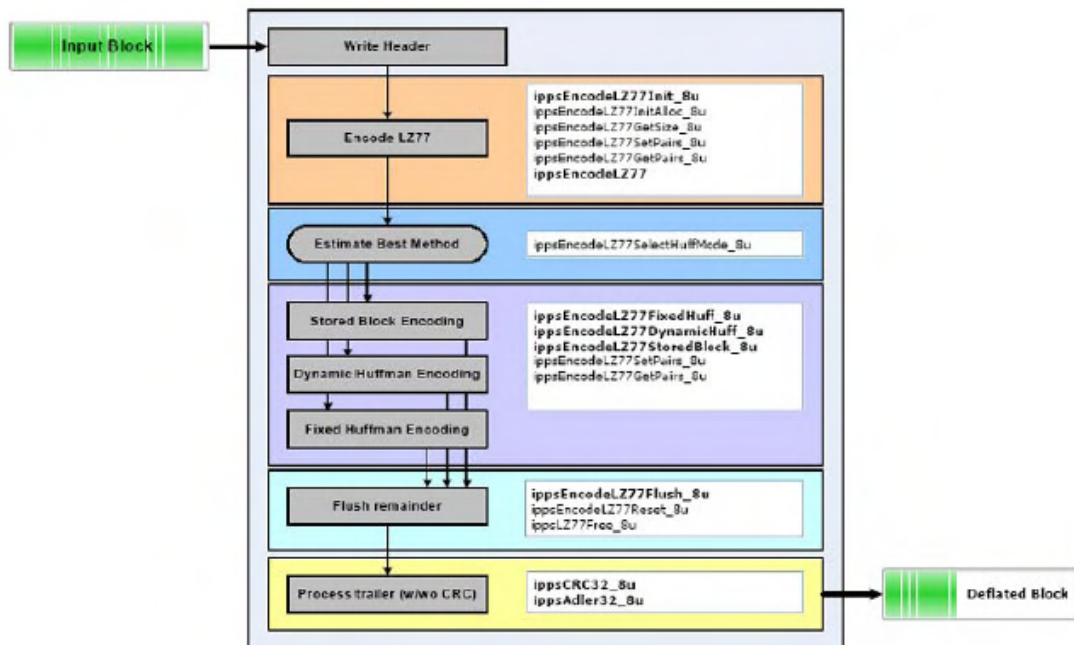 Input Block
Write Header
Encode LZ77
ippsEncodeLZ77Init_8u
ippsEncodeLZ77InitAlloc_8u
ippsEncodeLZ77GetSize_8u
ippsEncodeLZ77SetPairs_8u
ippsEncodeLZ77GetPairs_8u
ippsEncodeLZ77
Estimate Best Method
ippsEncodeLZ77SelectHuffMode_8u
Stored Block Encoding
Dynamic Huffman Encoding
Fixed Huffman Encoding
ippsEncodeLZ77FixedHuff_8u
ippsEncodeLZ77DynamicHuff_8u
ippsEncodeLZ77StoredBlock_8u
ippsEncodeLZ77SetPairs_8u
ippsEncodeLZ77GetPairs_8u
Flush remainder
ippsEncodeLZ77Flush_8u
ippsEncodeLZ77Reset_8u
ippsLZ77Free_8u
Process trailer (w/wo CRC)
ippsCRC32_8u
ippsAdler32_8u
Deflated Block